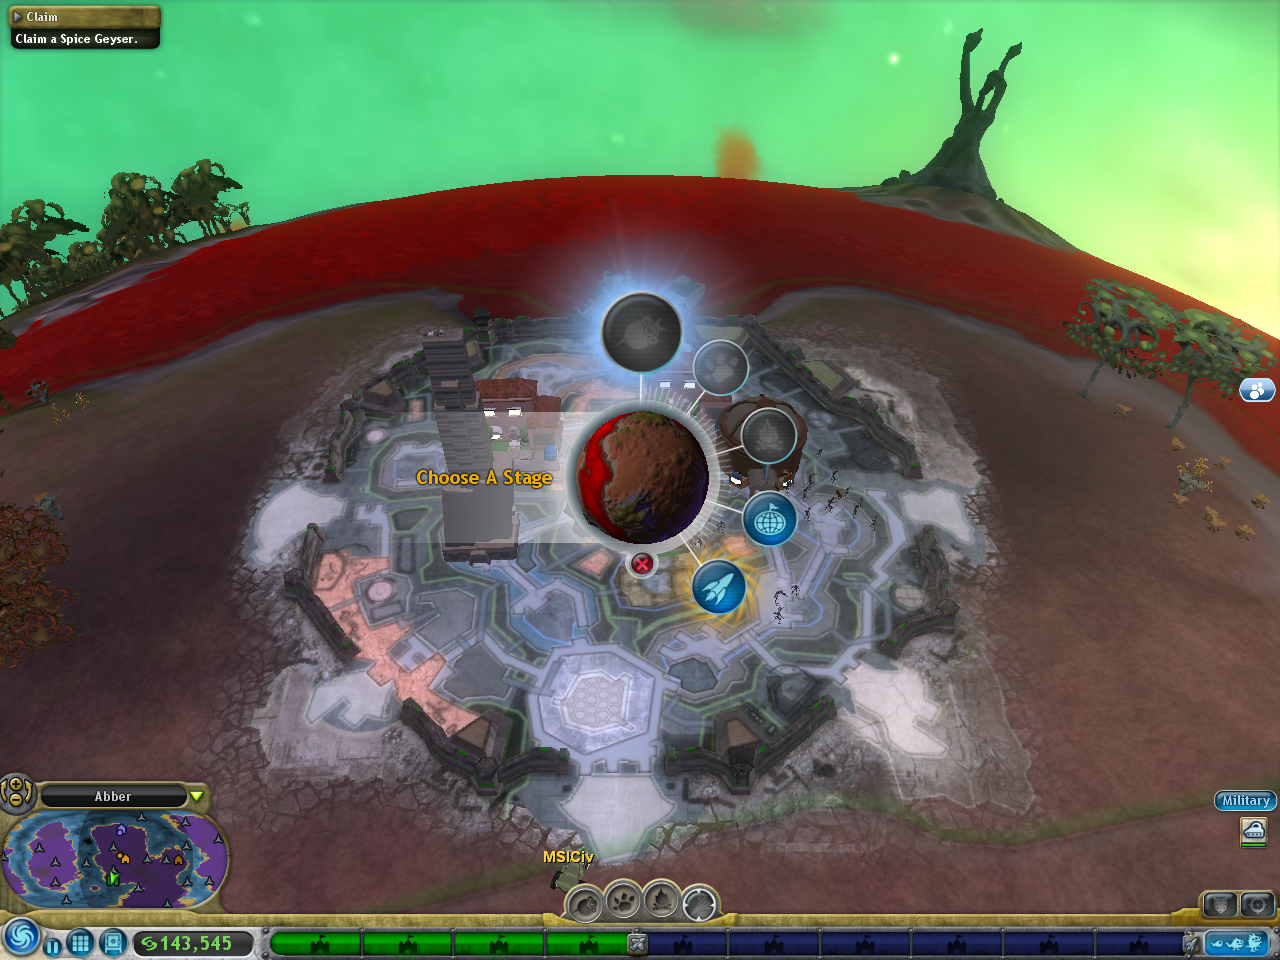 Claim
Claim a Spice Geyser.
Choose A Stage
Abber
Military
MSICiv
143,545